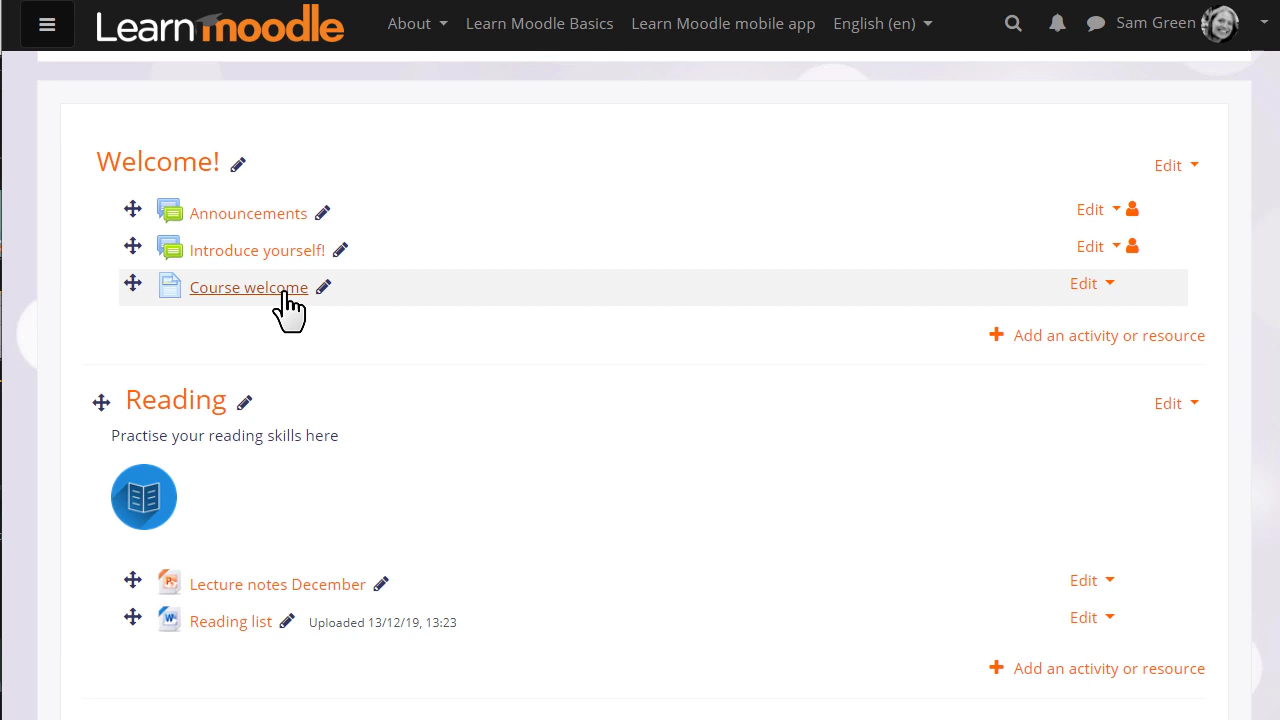 Learn moodle About Learn Moodle Basics Learn Moodle mobile app English (en) Sam Green
Welcome! Edit
Announcements Edit
Introduce yourself! Edit
Course welcome Edit
Add an activity or resource
Reading Edit
Practise your reading skills here
Lecture notes December Edit
Reading list Uploaded 13/12/19, 13:23 Edit
Add an activity or resource